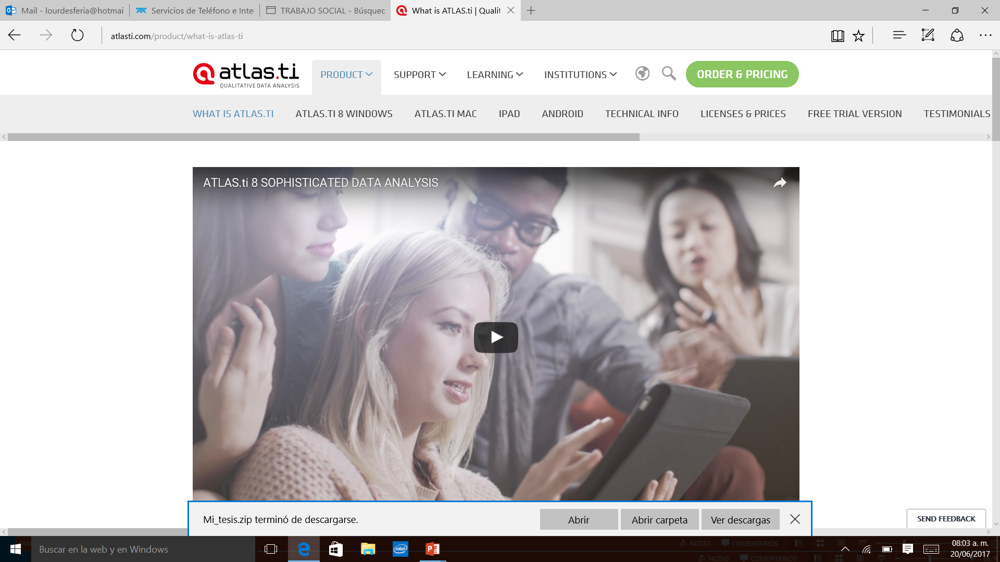 Mail - lourdesferia@hotmai
Servicios de Teléfono e Inte
TRABAJO SOCIAL - Búsquec
What is ATLAS.ti | Qualit
atlasti.com/product/what-is-atlas-ti
atlas.ti
QUALITATIVE DATA ANALYSIS
PRODUCT
SUPPORT
LEARNING
INSTITUTIONS
ORDER & PRICING
WHAT IS ATLAS.TI
ATLAS.TI 8 WINDOWS
ATLAS.TI MAC
IPAD
ANDROID
TECHNICAL INFO
LICENSES & PRICES
FREE TRIAL VERSION
TESTIMONIALS
ATLAS.ti 8 SOPHISTICATED DATA ANALYSIS
Mi_tesis.zip terminó de descargarse.
Abrir
Abrir carpeta
Ver descargas
SEND FEEDBACK
Buscar en la web y en Windows
intel
NOTAS
COMENTARIOS
NOTAS
COMENTARIOS
08:03 a. m.
20/06/2017